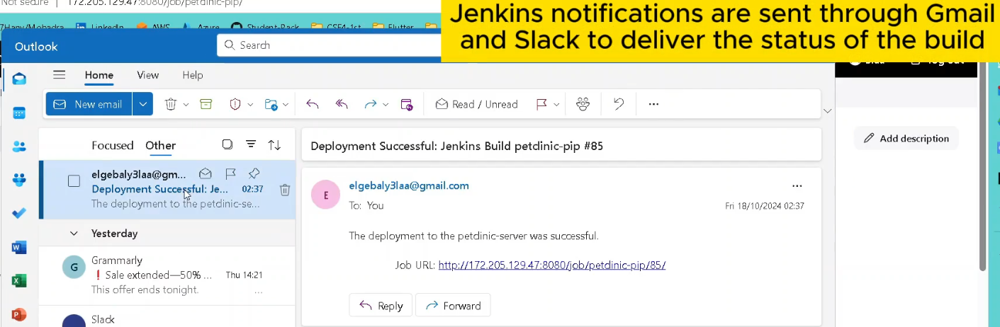 Not secure | 172.205.129.47:8080/job/petclinic-pip/
Jenkins notifications are sent through Gmail
and Slack to deliver the status of the build
7Hany/Mohadra LinkedIn AWS Azure Student-Pack CSE4-1st Flutter
Outlook
Search
Home View Help
New email
Read / Unread
Add description
Focused Other
Deployment Successful: Jenkins Build petclinic-pip #85
elgebaly3laa@gm...
Deployment Successful: Je... 02:37
The deployment to the petclinic-se...
E
elgebaly3laa@gmail.com
To: You
Fri 18/10/2024 02:37
Yesterday
The deployment to the petclinic-server was successful.
G
Grammarly
Sale extended—50% ... Thu 14:21
This offer ends tonight. ...
Job URL: http://172.205.129.47:8080/job/petclinic-pip/85/
Reply Forward
Slack